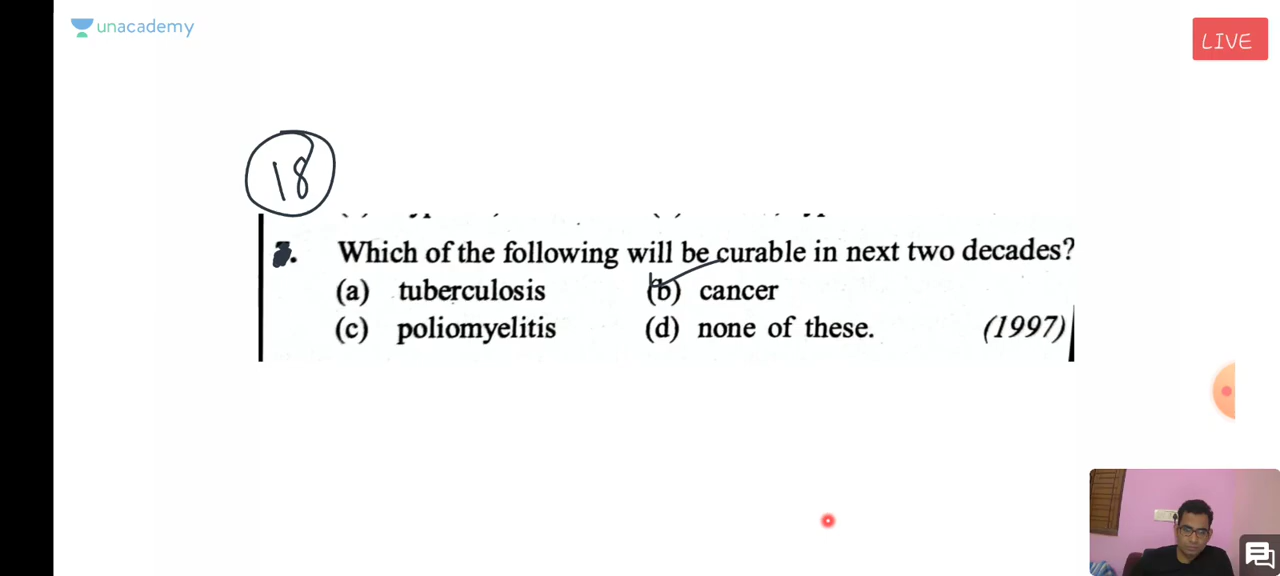 unacademy
LIVE
18
7. Which of the following will be curable in next two decades?
(a) tuberculosis (b) cancer
(c) poliomyelitis (d) none of these. (1997)